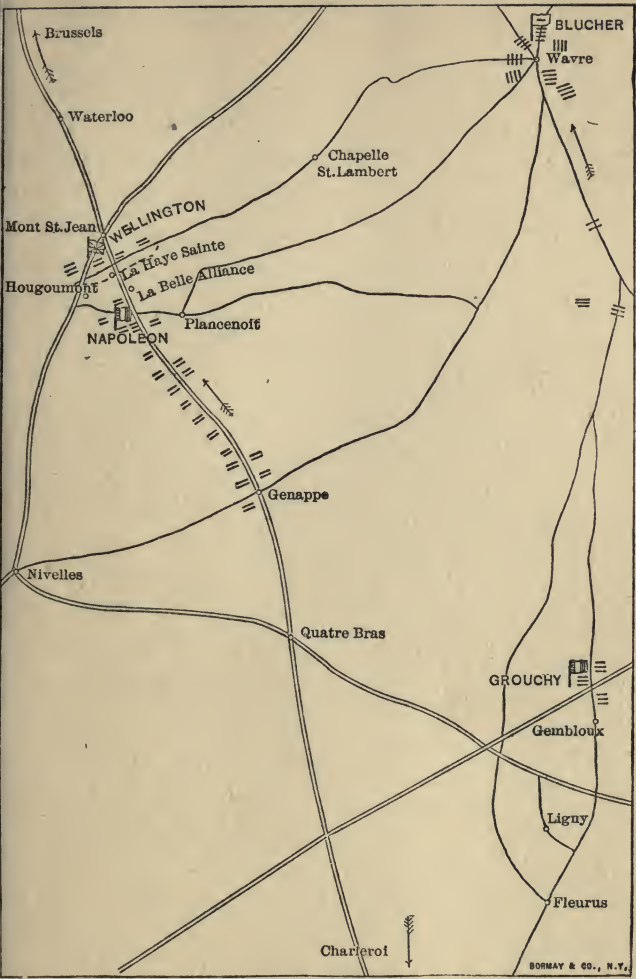 Brussels
BLUCHER
Wavre
Waterloo
Chapelle
St. Lambert
Mont St. Jean
WELLINGTON
La Haye Sainte
Hougoumont
La Belle Alliance
Plancenoit
NAPOLEON
Genappe
Nivelles
Quatre Bras
GROUCHY
Gembloux
Ligny
Fleurus
Charleroi
BORMAY & CO., N.Y.